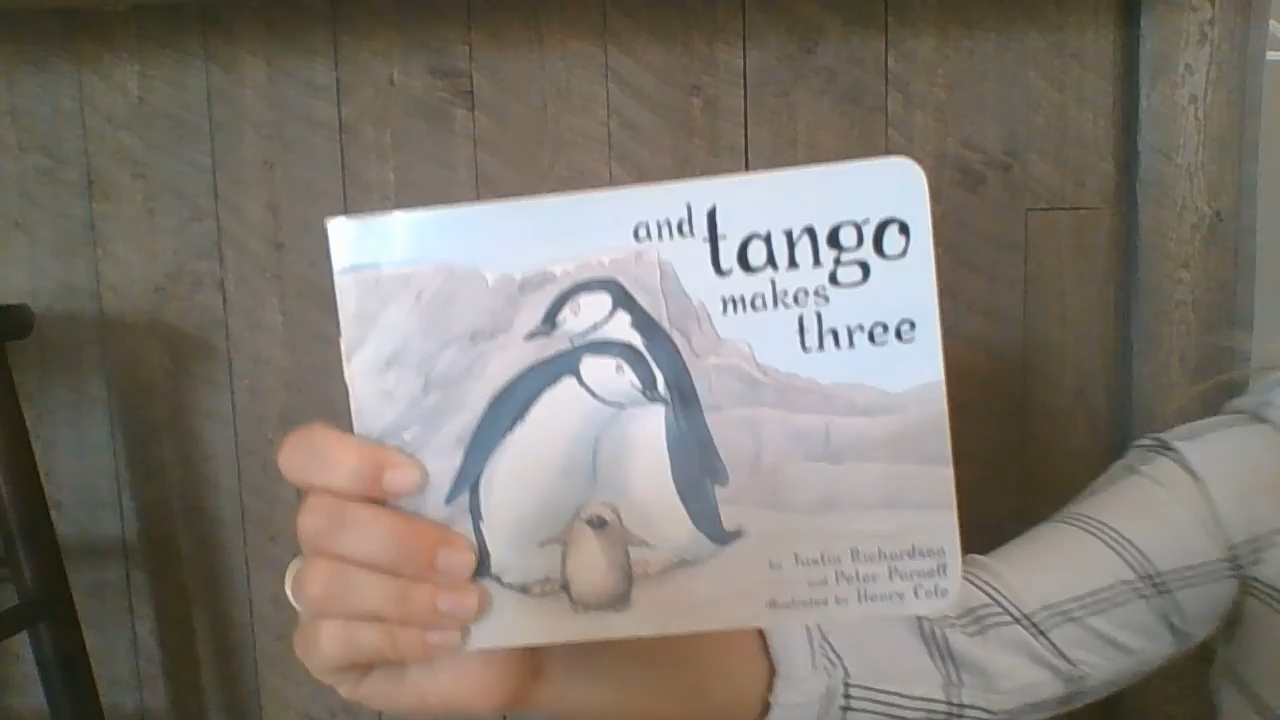 and tango
makes
three
by Justin Richardson
and Peter Parnell
illustrated by Henry Cole